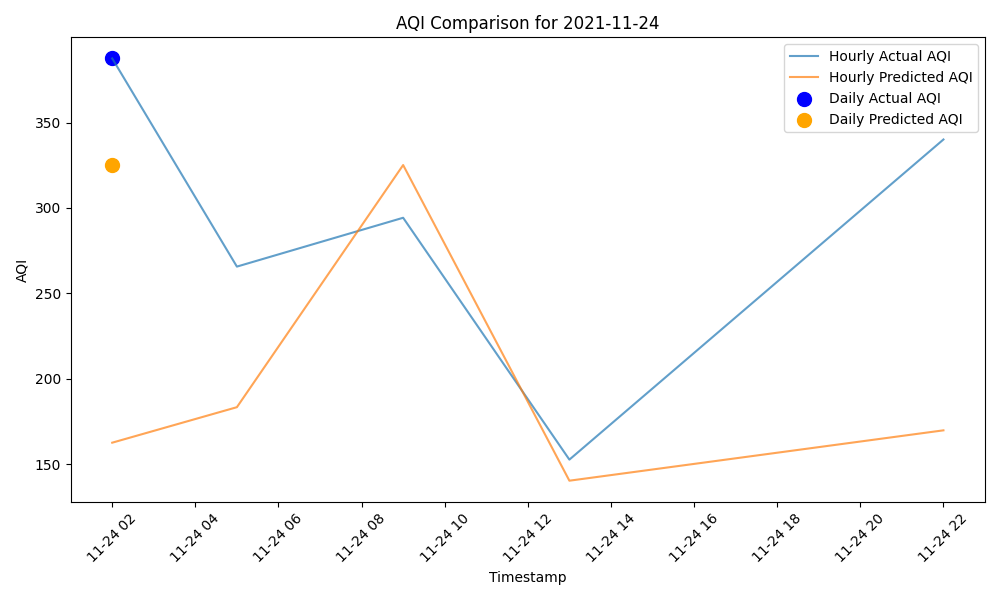 AQI Comparison for 2021-11-24
Hourly Actual AQI
Hourly Predicted AQI
Daily Actual AQI
Daily Predicted AQI
AQI
350
300
250
200
150
11-24 02
11-24 04
11-24 06
11-24 08
11-24 10
11-24 12
11-24 14
11-24 16
11-24 18
11-24 20
11-24 22
Timestamp